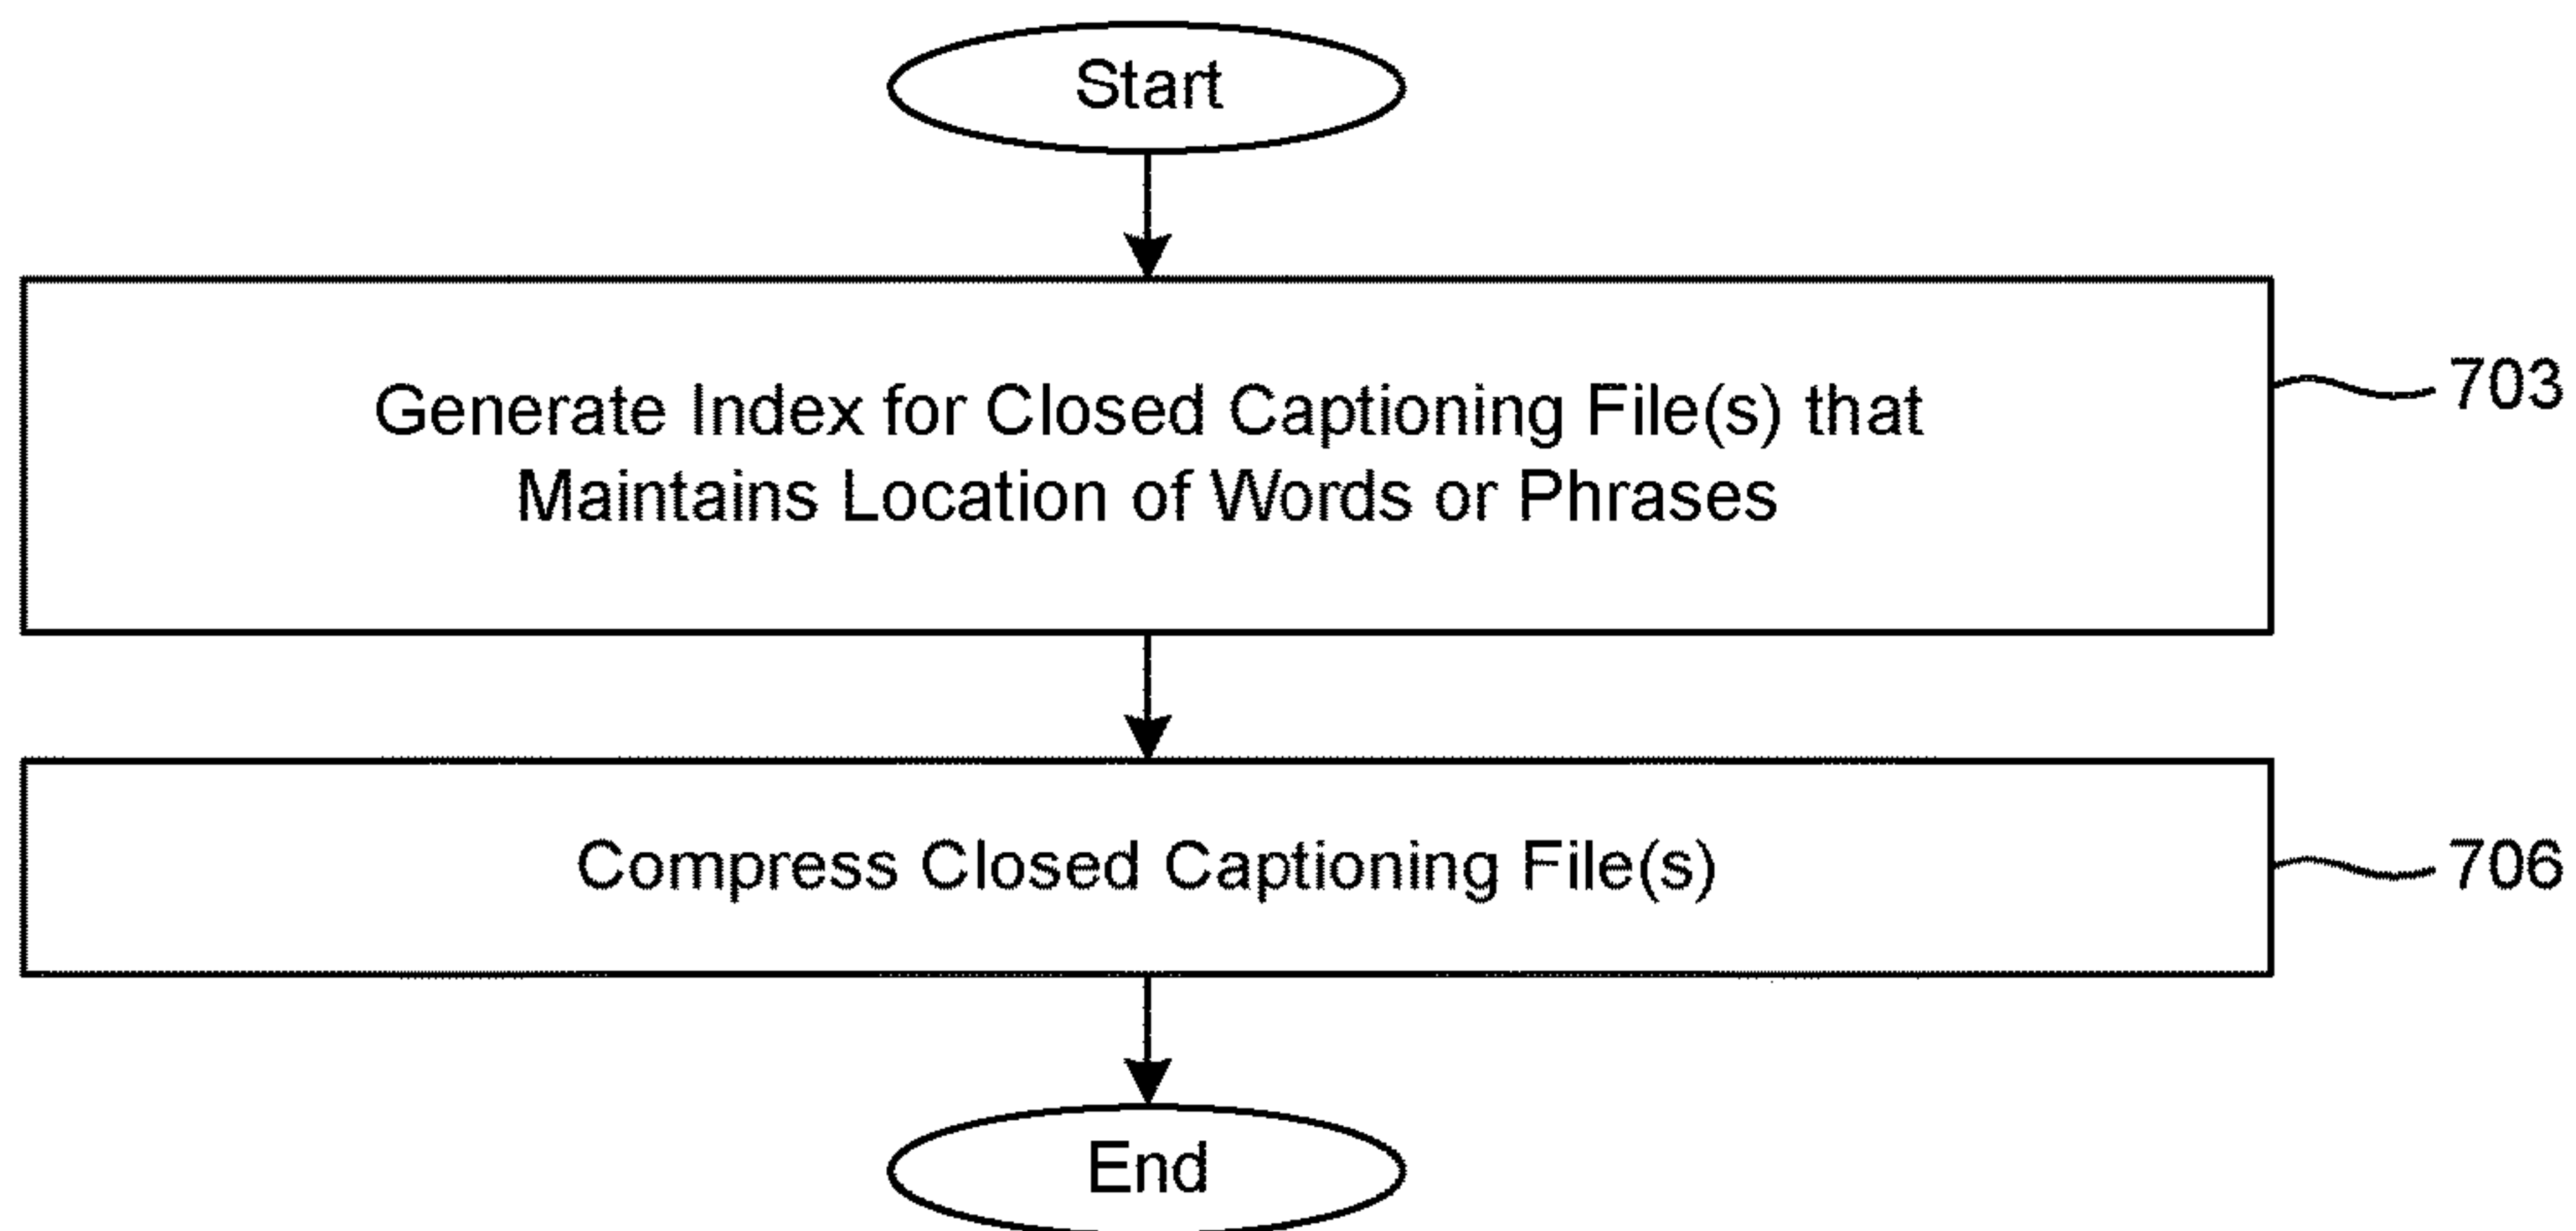 Start
Generate Index for Closed Captioning File(s) that
Maintains Location of Words or Phrases
703
Compress Closed Captioning File(s)
706
End